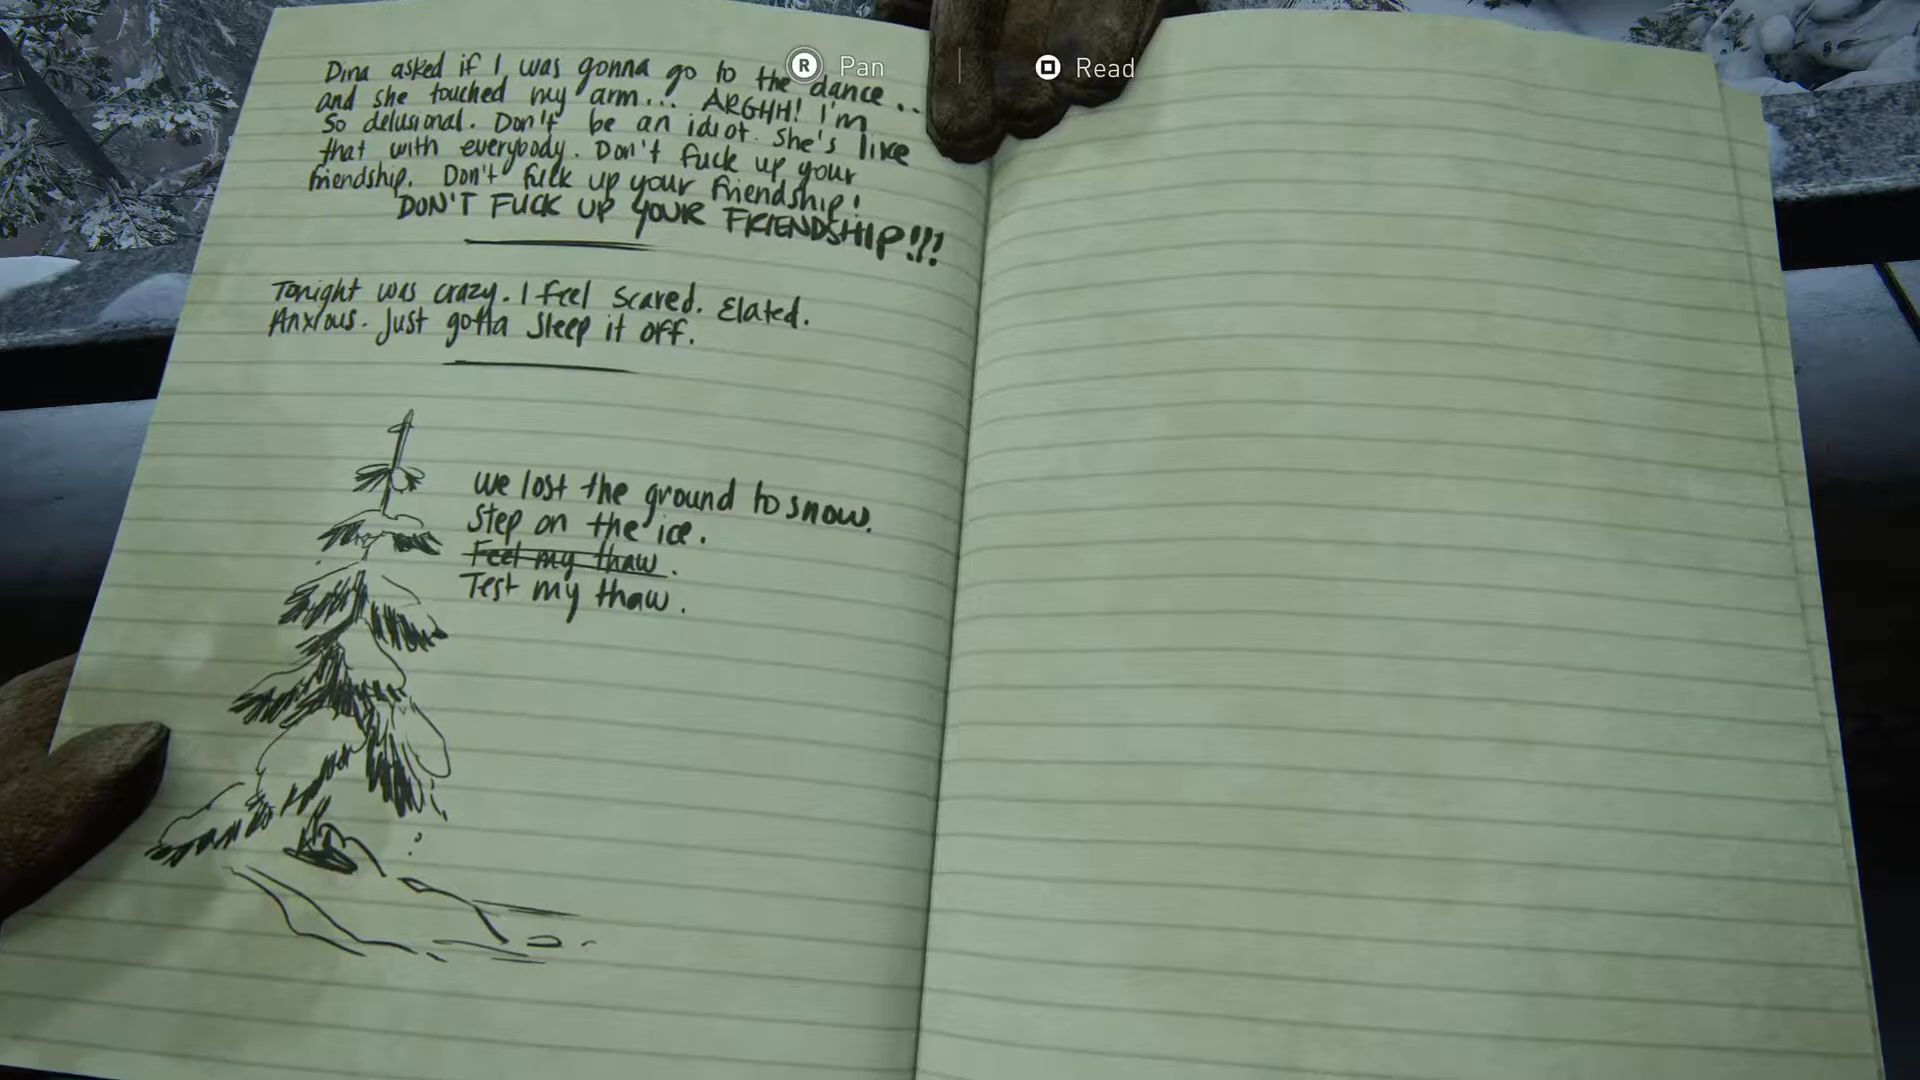 R Pan
Read
Dina asked if I was gonna go to the dance...
and she touched my arm... ARGHH! I'm
so delusional. Don't be an idiot. She's like
that with everybody. Don't fuck up your
friendship. Don't fuck up your friendship!
DON'T FUCK UP YOUR FRIENDSHIP!!!
Tonight was crazy. I feel scared. Elated.
Anxious. Just gotta sleep it off.
We lost the ground to snow.
Step on the ice.
Feel my thaw.
Test my thaw.